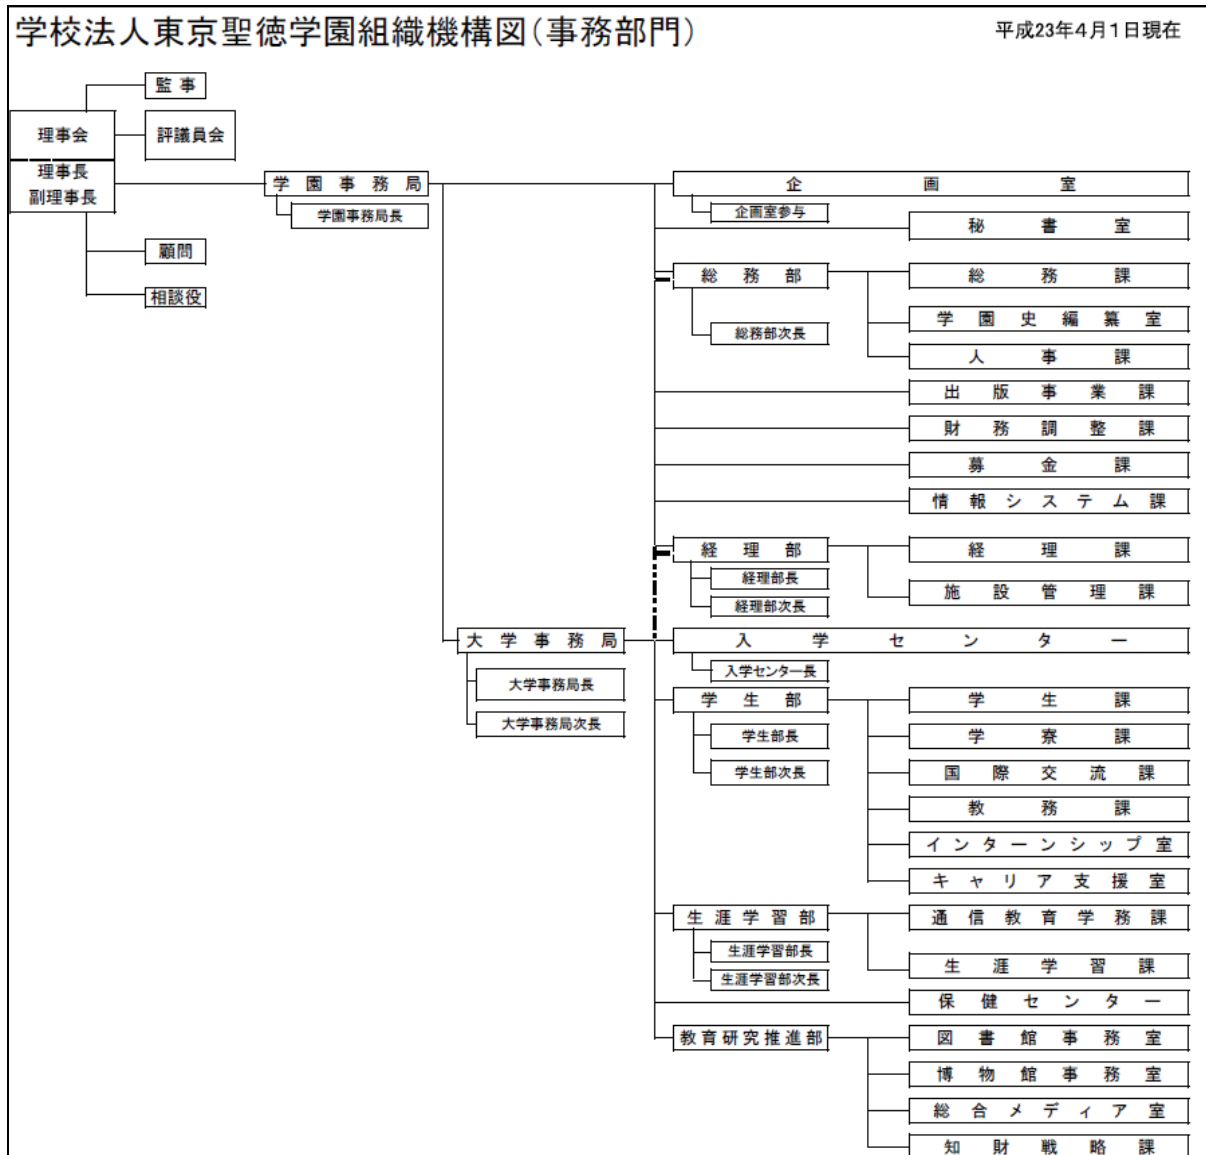 学校法人東京聖徳学園組織機構図(事務部門)
平成23年4月1日現在
監事
理事会
評議員会
理事長
副理事長
学園事務局
企画室
学園事務局長
企画室参与
秘書室
顧問
総務部
総務課
相談役
学園史編纂室
総務部次長
人事課
出版事業課
財務調整課
募金課
情報システム課
経理部
経理課
経理部長
施設管理課
経理部次長
大学事務局
入学センター
入学センター長
大学事務局長
学生部
学生課
大学事務局次長
学生部長
学寮課
学生部次長
国際交流課
教務課
インターンシップ室
キャリア支援室
生涯学習部
通信教育学務課
生涯学習部長
生涯学習課
生涯学習部次長
保健センター
教育研究推進部
図書館事務室
博物館事務室
総合メディア室
知財戦略課